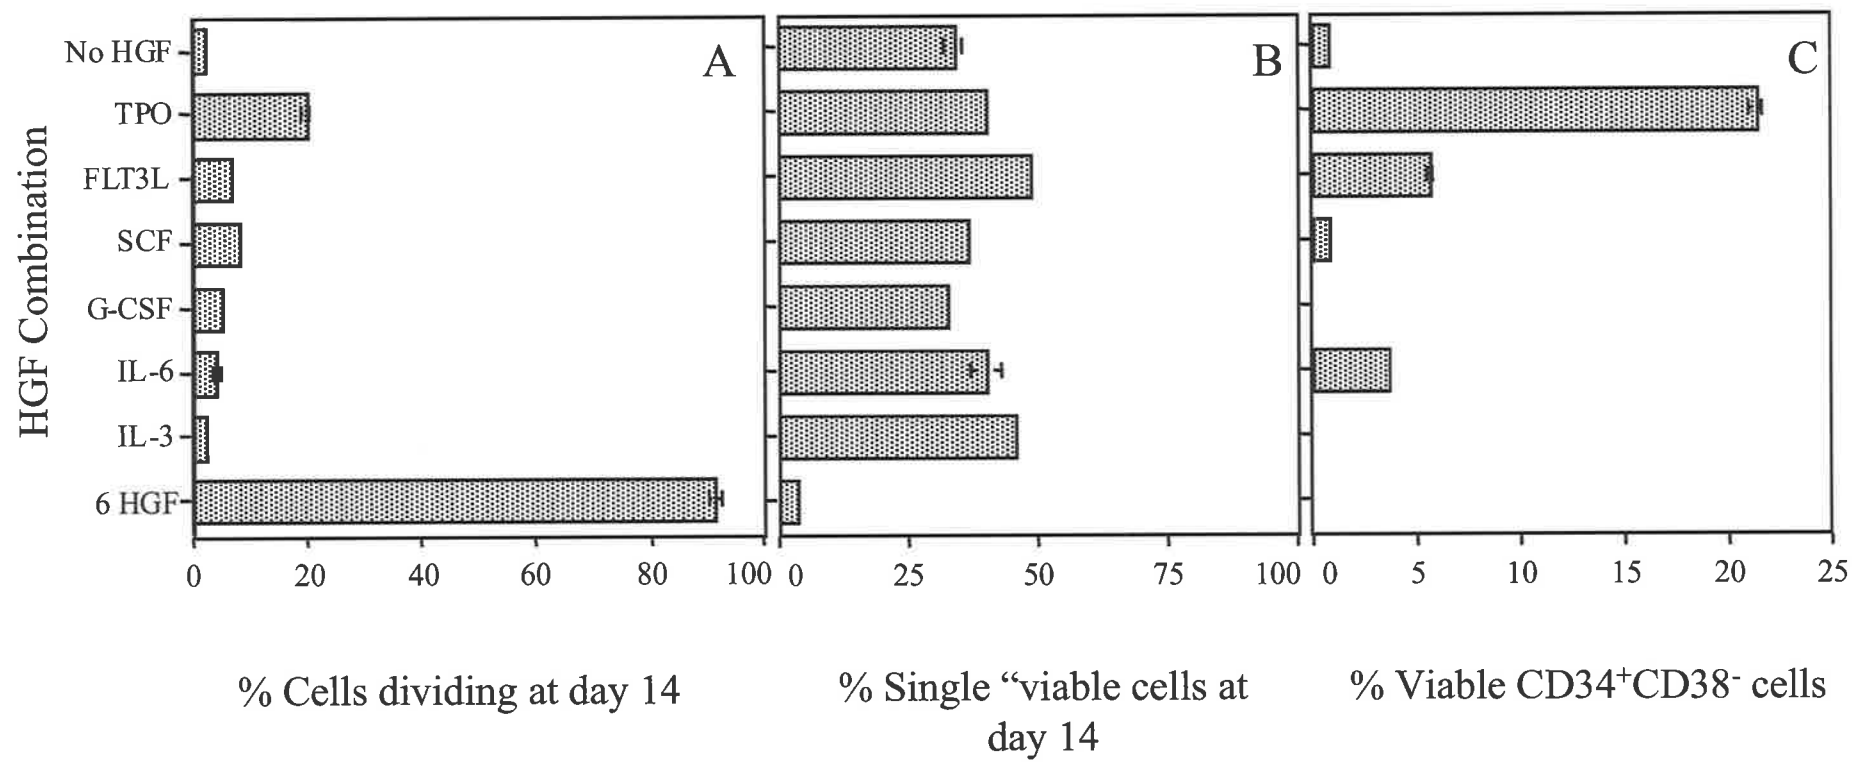 A
B
C
HGF Combination
No HGF
TPO
FLT3L
SCF
G-CSF
IL-6
IL-3
6 HGF
0 20 40 60 80 100
0 25 50 75 100
0 5 10 15 20 25
% Cells dividing at day 14
% Single “viable cells at
day 14
% Viable CD34⁺CD38⁻ cells